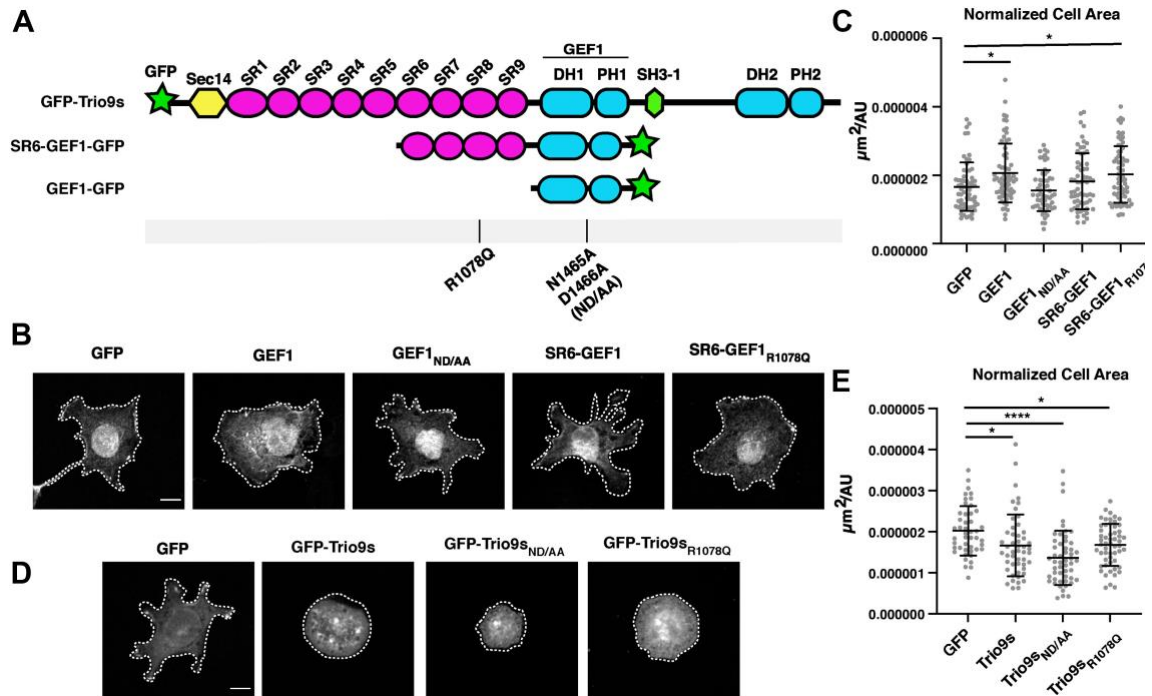 A
GFP
Sec14
SR1
SR2
SR3
SR4
SR5
SR6
SR7
SR8
SR9
GEF1
DH1
PH1
SH3-1
DH2
PH2
GFP-Trio9s
SR6-GEF1-GFP
GEF1-GFP
R1078Q
N1465A
D1466A
(ND/AA)
B
GFP
GEF1
GEF1ND/AA
SR6-GEF1
SR6-GEF1R1078Q
D
GFP
GFP-Trio9s
GFP-Trio9sND/AA
GFP-Trio9sR1078Q
C
Normalized Cell Area
*
*
0.000006
0.000004
0.000002
0.000000
µm2/AU
GFP
GEF1
GEF1ND/AA
SR6-GEF1
SR6-GEF1R107
E
Normalized Cell Area
*
****
*
0.000005
0.000004
0.000003
0.000002
0.000001
0.000000
µm2/AU
GFP
Trio9s
Trio9sND/AA
Trio9sR1078Q